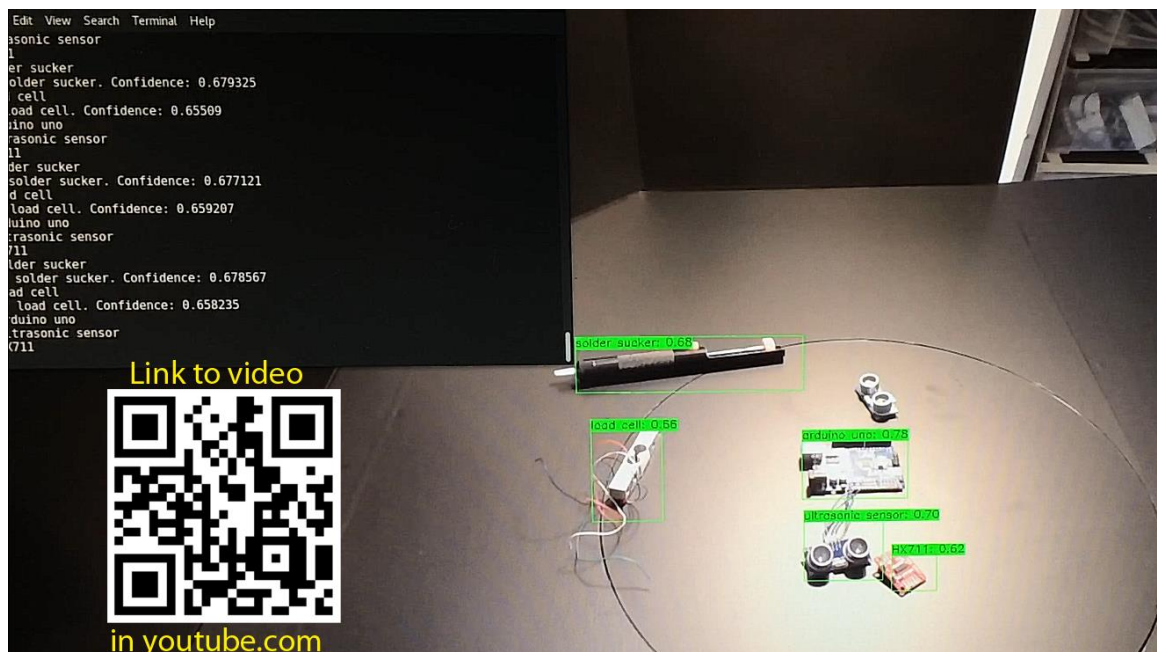 Edit View Search Terminal Help
asonic sensor
1
er sucker
older sucker. Confidence: 0.679325
cell
oad cell. Confidence: 0.65509
ino uno
rasonic sensor
11
der sucker
solder sucker. Confidence: 0.677121
d cell
load cell. Confidence: 0.659207
uino uno
trasonic sensor
711
lder sucker
solder sucker. Confidence: 0.678567
ad cell
load cell. Confidence: 0.658235
rduino uno
ltrasonic sensor
X711
solder sucker: 0.68
load cell: 0.66
arduino uno: 0.78
ultrasonic sensor: 0.70
HX711: 0.62
Link to video
in youtube.com